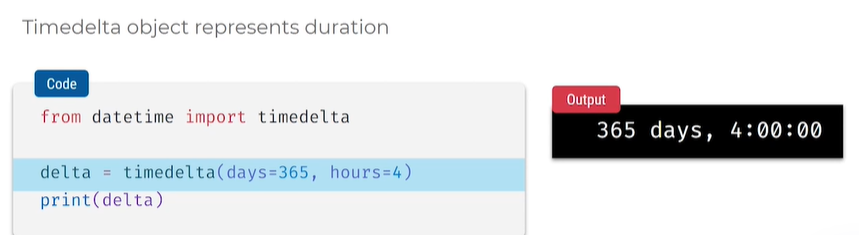 Timedelta object represents duration
Code
from datetime import timedelta
delta = timedelta(days=365, hours=4)
print(delta)
Output
365 days, 4:00:00